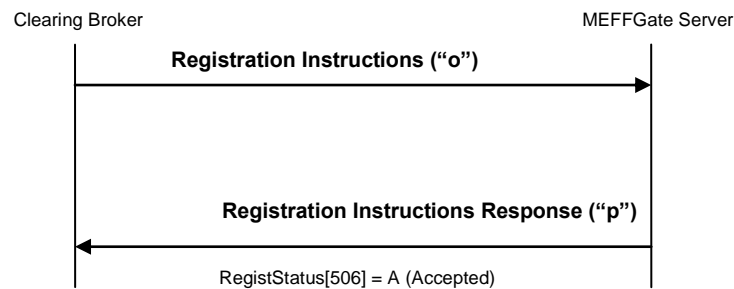 Clearing Broker
MEFFGate Server
Registration Instructions (“o”)
Registration Instructions Response (“p”)
RegistStatus[506] = A (Accepted)